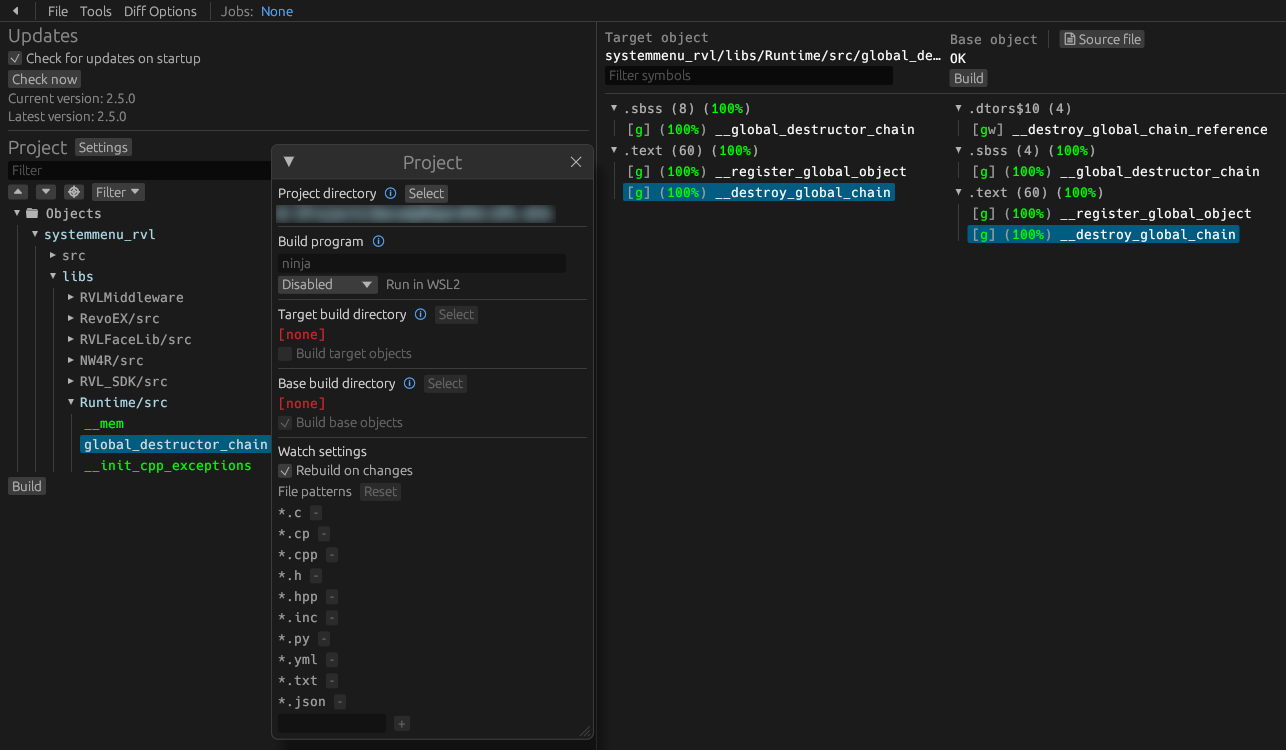 File Tools Diff Options Jobs: None
Updates
Check for updates on startup
Check now
Current version: 2.5.0
Latest version: 2.5.0
Project Settings
Filter
Filter
Objects
systemmenu_rvl
src
libs
RVLMiddleware
RevoEX/src
RVLFaceLib/src
NW4R/src
RVL_SDK/src
Runtime/src
__mem
global_destructor_chain
__init_cpp_exceptions
Build
Project
Project directory Select
Build program
ninja
Disabled Run in WSL2
Target build directory Select
[none]
Build target objects
Base build directory Select
[none]
Build base objects
Watch settings
Rebuild on changes
File patterns Reset
*.c -
*.cp -
*.cpp -
*.h -
*.hpp -
*.inc -
*.py -
*.yml -
*.txt -
*.json -
+
Target object
systemmenu_rvl/libs/Runtime/src/global_de…
Filter symbols
.sbss (8) (100%)
[g] (100%) __global_destructor_chain
.text (60) (100%)
[g] (100%) __register_global_object
[g] (100%) __destroy_global_chain
Base object Source file
OK
Build
.dtors$10 (4)
[gw] __destroy_global_chain_reference
.sbss (4) (100%)
[g] (100%) __global_destructor_chain
.text (60) (100%)
[g] (100%) __register_global_object
[g] (100%) __destroy_global_chain